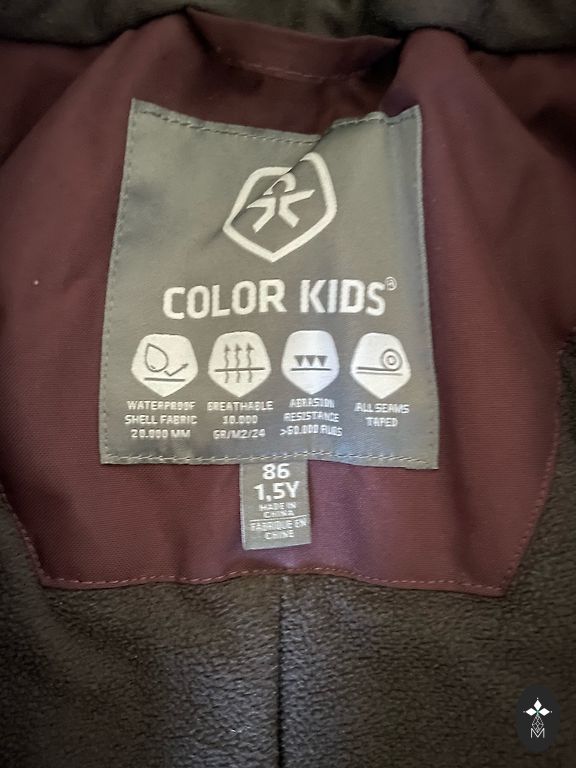 COLOR KIDS®
WATERPROOF
SHELL FABRIC
20.000 MM
BREATHABLE
10.000
GR/M2/24
ABRASION
RESISTANCE
>50.000 RUBS
ALL SEAMS
TAPED
86
1,5Y
MADE IN
CHINA
FABRIQUE EN
CHINE
M